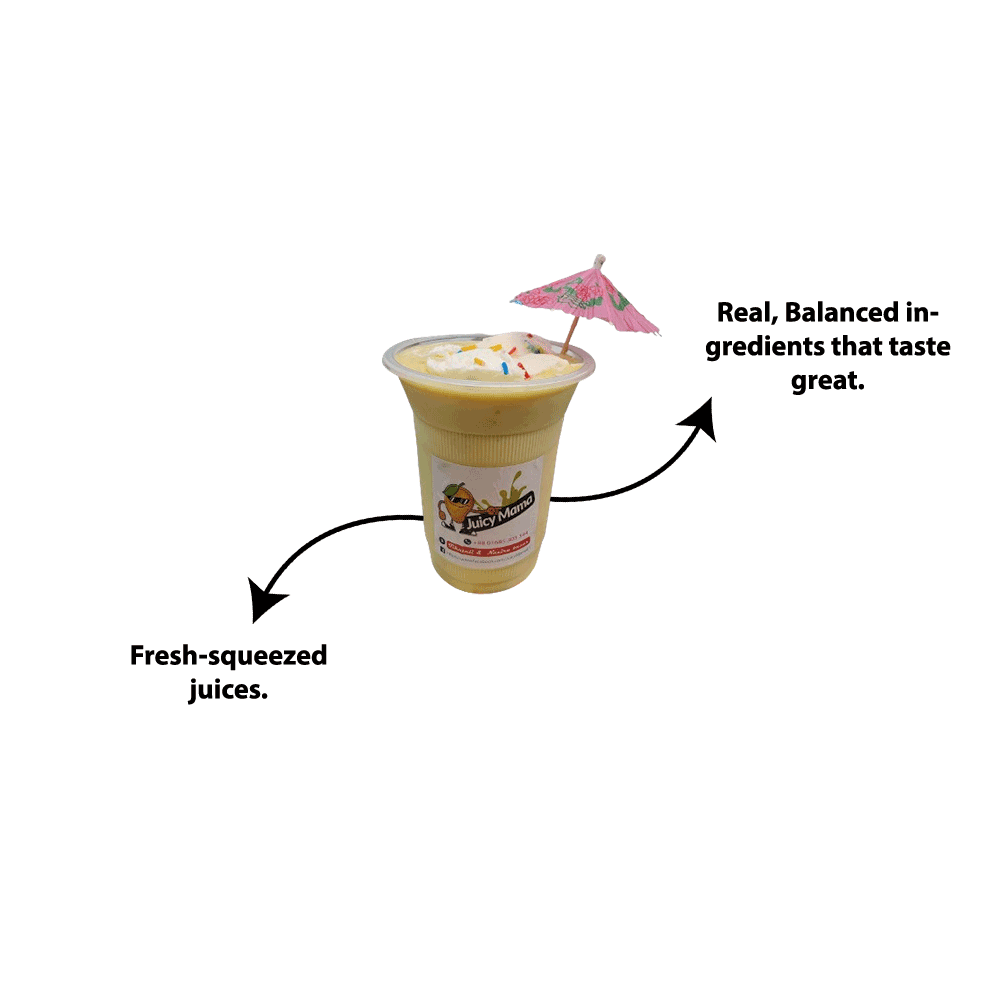 Real, Balanced in-
gredients that taste
great.
Juicy Mama
Fresh-squeezed
juices.